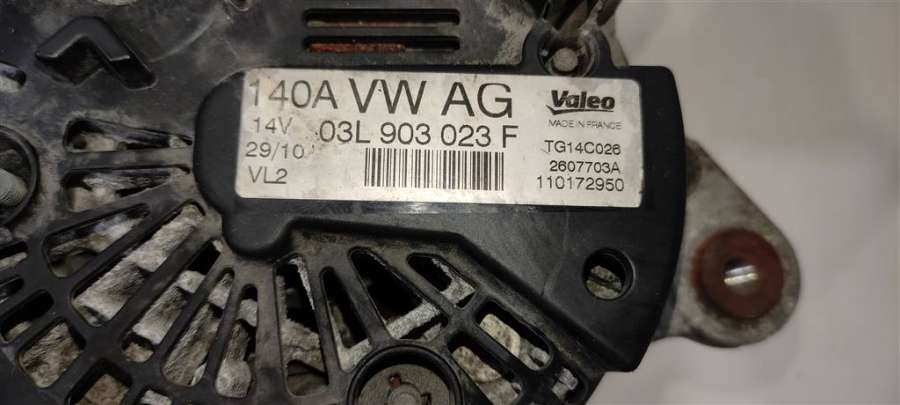 140A VW AG
14V 03L 903 023 F
29/10
VL2
Valeo
MADE IN FRANCE
TG14C026
2607703A
110172950